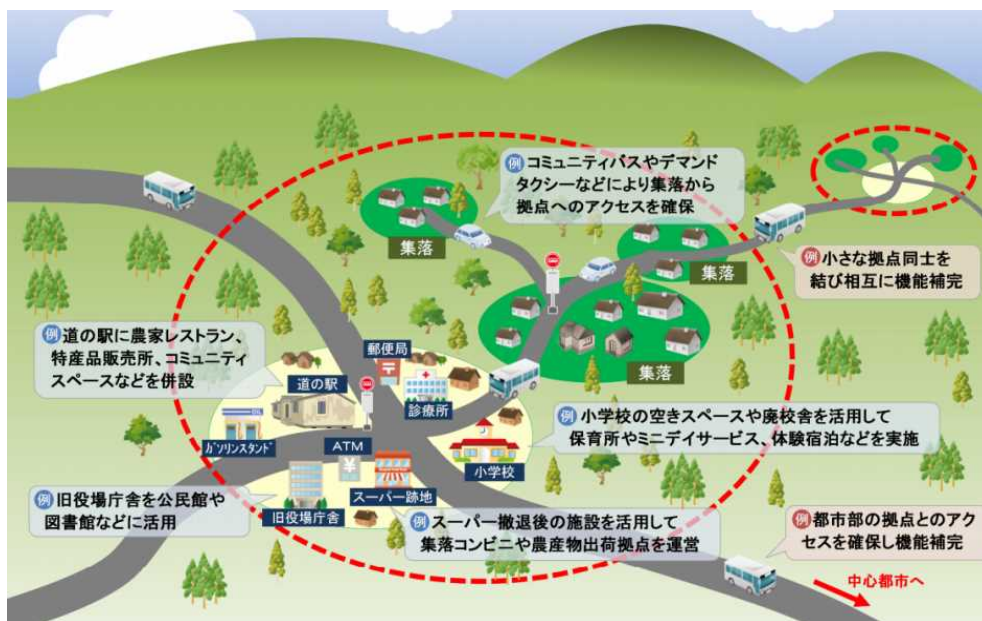 例 コミュニティバスやデマンド
タクシーなどにより集落から
拠点へのアクセスを確保
集落
集落
例 小さな拠点同士を
結び相互に機能補完
集落
例 道の駅に農家レストラン、
特産品販売所、コミュニティ
スペースなどを併設
郵便局
〒
道の駅
診療所
例 小学校の空きスペースや廃校舎を活用して
保育所やミニデイサービス、体験宿泊などを実施
OIL
ガソリンスタンド
ATM
¥
小学校
例 旧役場庁舎を公民館や
図書館などに活用
旧役場庁舎
スーパー跡地
例 スーパー撤退後の施設を活用して
集落コンビニや農産物出荷拠点を運営
例 都市部の拠点とのアク
セスを確保し機能補完
中心都市へ